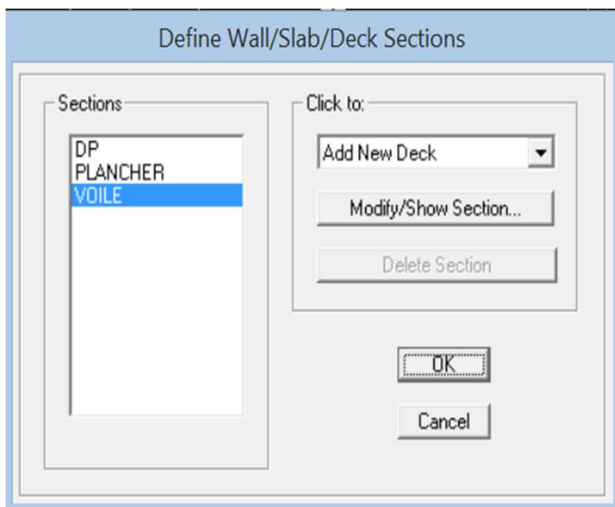 Define Wall/Slab/Deck Sections
Sections
DP
PLANCHER
VOILE
Click to:
Add New Deck
Modify/Show Section...
Delete Section
OK
Cancel